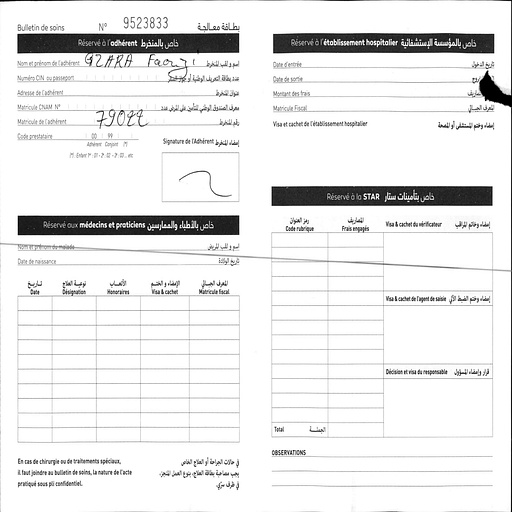 Bulletin de soins N° 9523833 بطاقة معالجة
Réservé à l'adhérent خاص بالمنخرط
Nom et prénom de l'adhérent GZARA Faouzi اسم و لقب المنخرط
Numéro CIN ou passeport عدد بطاقة التعريف الوطنية أو جواز السفر
Adresse de l'adhérent عنوان المنخرط
Matricule CNAM N° معرف الصندوق الوطني للتأمين على المرض عدد
Matricule de l'adhérent 79022 رقم المنخرط
Code prestataire 00 99
Adhérent Conjoint (*)
(*) : Enfant 1er : 01 - 2 : 02 - 3 : 03 ... etc
Signature de l'Adhérent إمضاء المنخرط
Réservé aux médecins et praticiens خاص بالأطباء والممارسين
Nom et prénom du malade اسم و لقب المريض
Date de naissance تاريخ الولادة
تاريخ نوعية العلاج الأتعاب الإمضاء و الختم المعرف الجبائي
Date Désignation Honoraires Visa & cachet Matricule fiscal
En cas de chirurgie ou de traitements spéciaux,
il faut joindre au bulletin de soins, la nature de l'acte
pratiqué sous pli confidentiel.
في حالات الجراحة أو العلاج الخاص
يجب مصاحبة بطاقة العلاج، بنوع العمل المنجز،
في ظرف سري.
Réservé à l'établissement hospitalier خاص بالمؤسسة الإستشفائية
Date d'entrée تاريخ الدخول
Date de sortie
Montant des frais
Matricule Fiscal المعرف الجبائي
Visa et cachet de l'établissement hospitalier إمضاء وختم المستشفى أو المصحة
Réservé à la STAR خاص بتأمينات ستار
رمز العنوان المصاريف
Code rubrique Frais engagés
Visa & cachet du vérificateur إمضاء وخاتم المراقب
Visa & cachet de l'agent de saisie إمضاء وختم الضبط الآلي
Décision et visa du responsable قرار وإمضاء المسؤول
Total الجملة
OBSERVATIONS